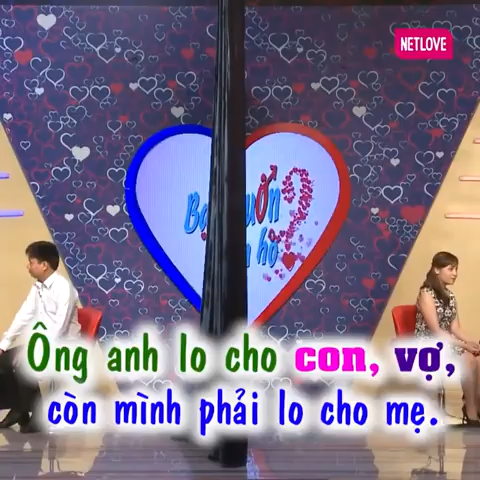 NETLOVE
Ông anh lo cho con, vợ,
còn mình phải lo cho mẹ.